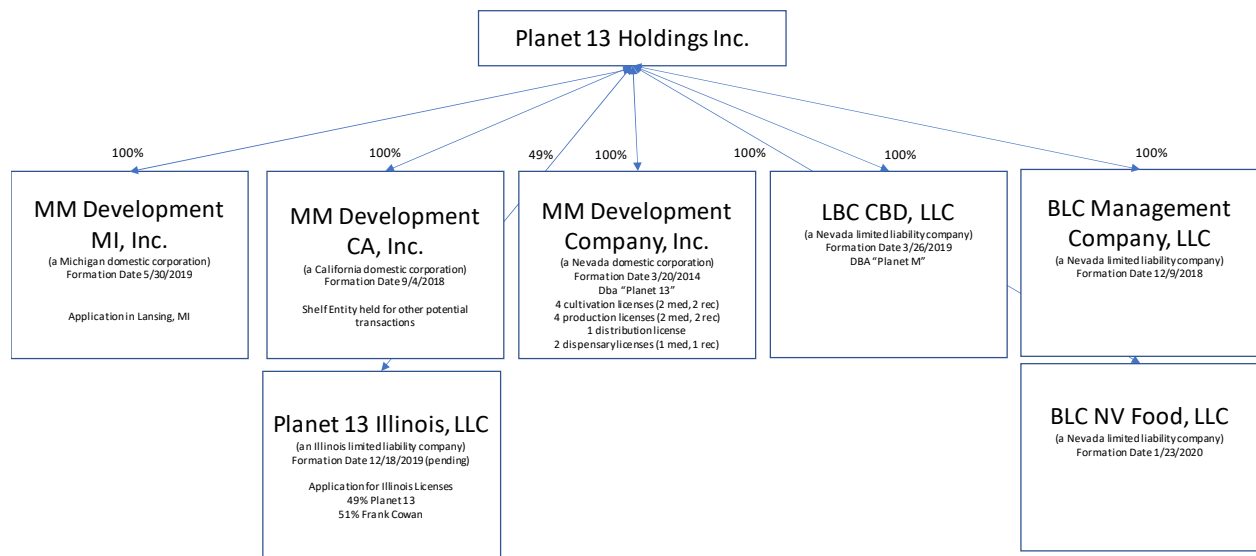 Planet 13 Holdings Inc.
100%
100%
49%
100%
100%
100%
100%
MM Development
MI, Inc.
(a Michigan domestic corporation)
Formation Date 5/30/2019
Application in Lansing, MI
MM Development
CA, Inc.
(a California domestic corporation)
Formation Date 9/4/2018
Shelf Entity held for other potential
transactions
MM Development
Company, Inc.
(a Nevada domestic corporation)
Formation Date 3/20/2014
Dba “Planet 13”
4 cultivation licenses (2 med, 2 rec)
4 production licenses (2 med, 2 rec)
1 distribution license
2 dispensary licenses (1 med, 1 rec)
LBC CBD, LLC
(a Nevada limited liability company)
Formation Date 3/26/2019
DBA “Planet M”
BLC Management
Company, LLC
(a Nevada limited liability company)
Formation Date 12/9/2018
Planet 13 Illinois, LLC
(an Illinois limited liability company)
Formation Date 12/18/2019 (pending)
Application for Illinois Licenses
49% Planet 13
51% Frank Cowan
BLC NV Food, LLC
(a Nevada limited liability company)
Formation Date 1/23/2020